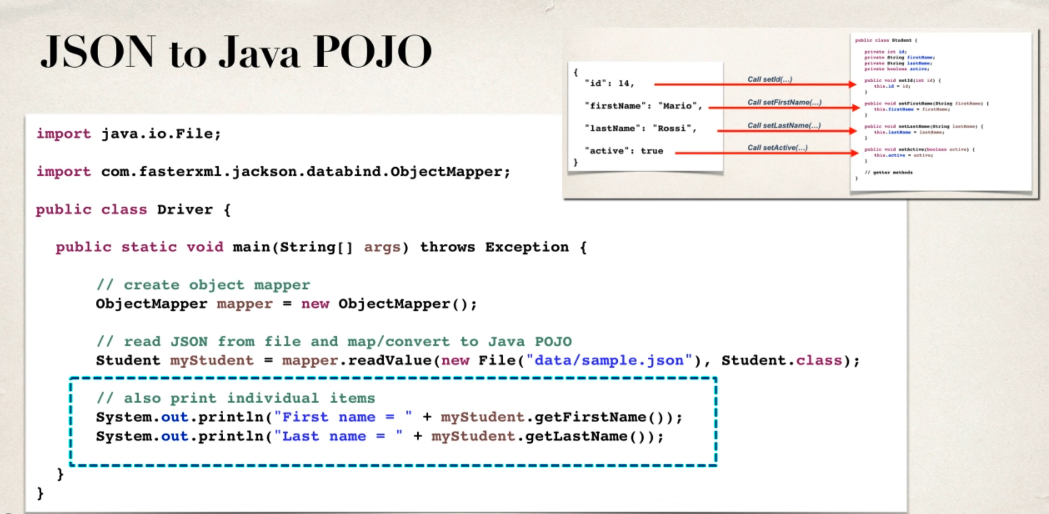 JSON to Java POJO
import java.io.File;
import com.fasterxml.jackson.databind.ObjectMapper;
public class Driver {
public static void main(String[] args) throws Exception {
// create object mapper
ObjectMapper mapper = new ObjectMapper();
// read JSON from file and map/convert to Java POJO
Student myStudent = mapper.readValue(new File("data/sample.json"), Student.class);
// also print individual items
System.out.println("First name = " + myStudent.getFirstName());
System.out.println("Last name = " + myStudent.getLastName());
}
}
{
"id": 14,
"firstName": "Mario",
"lastName": "Rossi",
"active": true
}
Call setId(...)
Call setFirstName(...)
Call setLastName(...)
Call setActive(...)
public class Student {
private int id;
private String firstName;
private String lastName;
private boolean active;
public void setId(int id) {
this.id = id;
}
public void setFirstName(String firstName) {
this.firstName = firstName;
}
public void setLastName(String lastName) {
this.lastName = lastName;
}
public void setActive(boolean active) {
this.active = active;
}
// getter methods
}